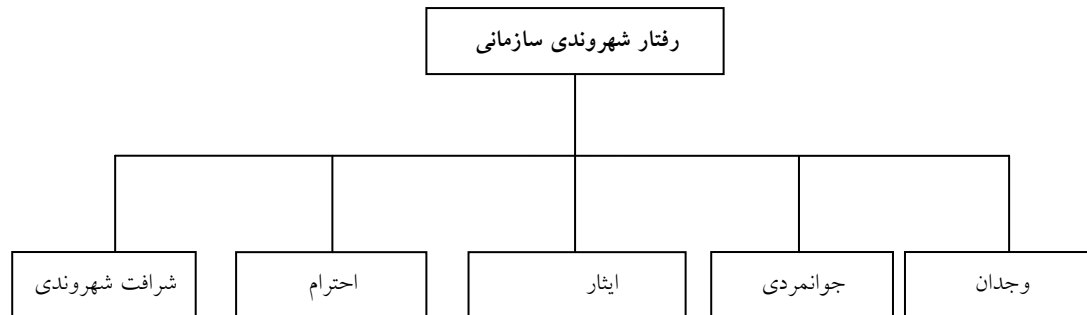 رفتار شهروندی سازمانی
وجدان
جوانمردی
ایثار
احترام
شرافت شهروندی